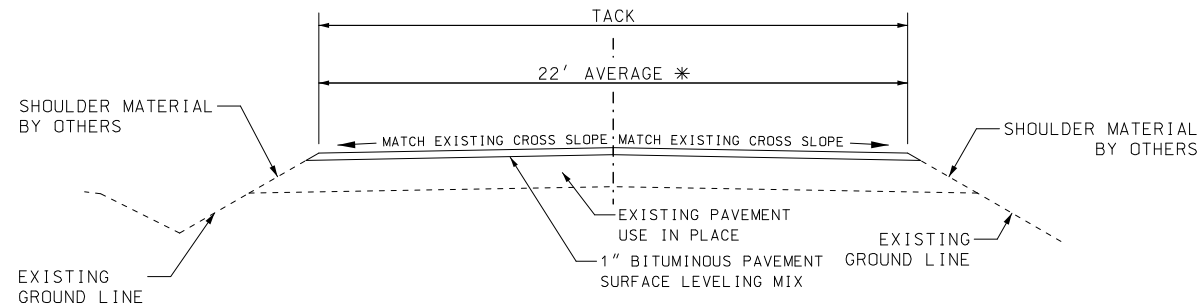 TACK
22' AVERAGE *
SHOULDER MATERIAL
BY OTHERS
MATCH EXISTING CROSS SLOPE
MATCH EXISTING CROSS SLOPE
SHOULDER MATERIAL
BY OTHERS
EXISTING PAVEMENT
USE IN PLACE
EXISTING
GROUND LINE
1" BITUMINOUS PAVEMENT
SURFACE LEVELING MIX
EXISTING
GROUND LINE